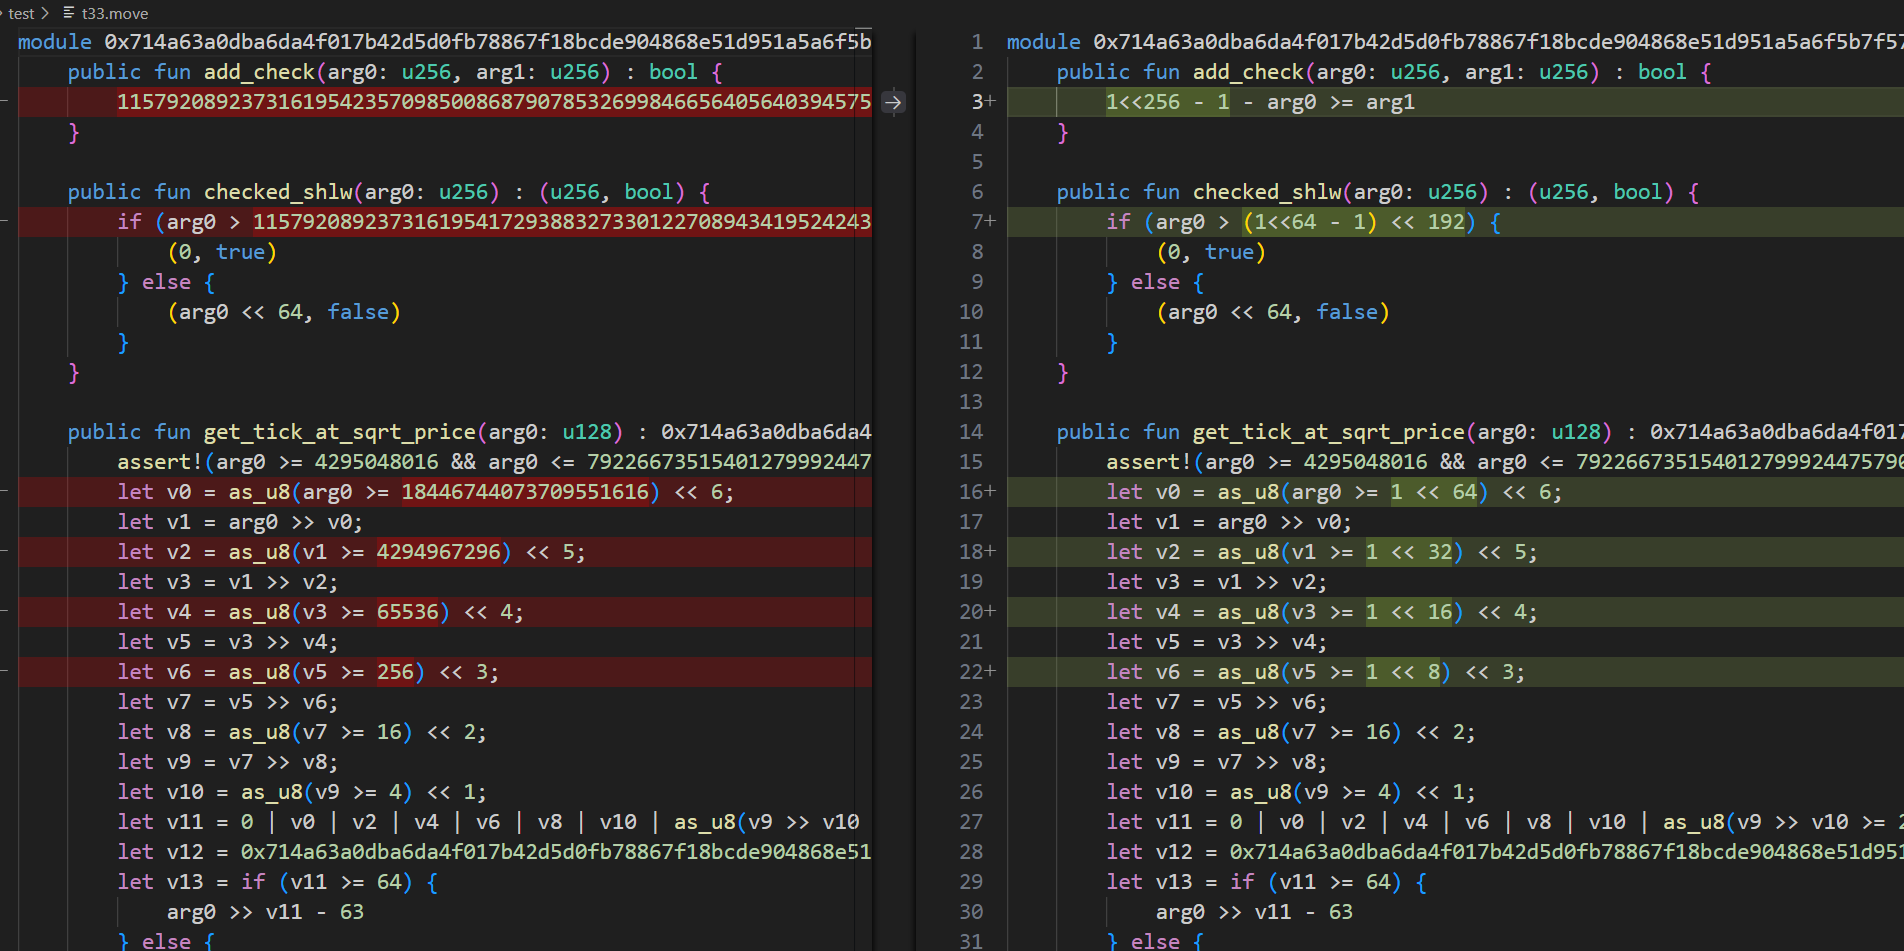 test > t33.move
module 0x714a63a0dba6da4f017b42d5d0fb78867f18bcde904868e51d951a5a6f5b
public fun add_check(arg0: u256, arg1: u256) : bool {
1157920892373161954235709850086879078532699846656405640394575
}
public fun checked_shlw(arg0: u256) : (u256, bool) {
if (arg0 > 11579208923731619541729388327330122708943419524243
(0, true)
} else {
(arg0 << 64, false)
}
}
public fun get_tick_at_sqrt_price(arg0: u128) : 0x714a63a0dba6da4
assert!(arg0 >= 4295048016 && arg0 <= 79226673515401279992447
let v0 = as_u8(arg0 >= 18446744073709551616) << 6;
let v1 = arg0 >> v0;
let v2 = as_u8(v1 >= 4294967296) << 5;
let v3 = v1 >> v2;
let v4 = as_u8(v3 >= 65536) << 4;
let v5 = v3 >> v4;
let v6 = as_u8(v5 >= 256) << 3;
let v7 = v5 >> v6;
let v8 = as_u8(v7 >= 16) << 2;
let v9 = v7 >> v8;
let v10 = as_u8(v9 >= 4) << 1;
let v11 = 0 | v0 | v2 | v4 | v6 | v8 | v10 | as_u8(v9 >> v10
let v12 = 0x714a63a0dba6da4f017b42d5d0fb78867f18bcde904868e51
let v13 = if (v11 >= 64) {
arg0 >> v11 - 63
} else {
1 module 0x714a63a0dba6da4f017b42d5d0fb78867f18bcde904868e51d951a5a6f5b7f57
2 public fun add_check(arg0: u256, arg1: u256) : bool {
3+ 1<<256 - 1 - arg0 >= arg1
4 }
5
6 public fun checked_shlw(arg0: u256) : (u256, bool) {
7+ if (arg0 > (1<<64 - 1) << 192) {
8 (0, true)
9 } else {
10 (arg0 << 64, false)
11 }
12 }
13
14 public fun get_tick_at_sqrt_price(arg0: u128) : 0x714a63a0dba6da4f017
15 assert!(arg0 >= 4295048016 && arg0 <= 792266735154012799924475790
16+ let v0 = as_u8(arg0 >= 1 << 64) << 6;
17 let v1 = arg0 >> v0;
18+ let v2 = as_u8(v1 >= 1 << 32) << 5;
19 let v3 = v1 >> v2;
20+ let v4 = as_u8(v3 >= 1 << 16) << 4;
21 let v5 = v3 >> v4;
22+ let v6 = as_u8(v5 >= 1 << 8) << 3;
23 let v7 = v5 >> v6;
24 let v8 = as_u8(v7 >= 16) << 2;
25 let v9 = v7 >> v8;
26 let v10 = as_u8(v9 >= 4) << 1;
27 let v11 = 0 | v0 | v2 | v4 | v6 | v8 | v10 | as_u8(v9 >> v10 >= 2
28 let v12 = 0x714a63a0dba6da4f017b42d5d0fb78867f18bcde904868e51d951
29 let v13 = if (v11 >= 64) {
30 arg0 >> v11 - 63
31 } else {